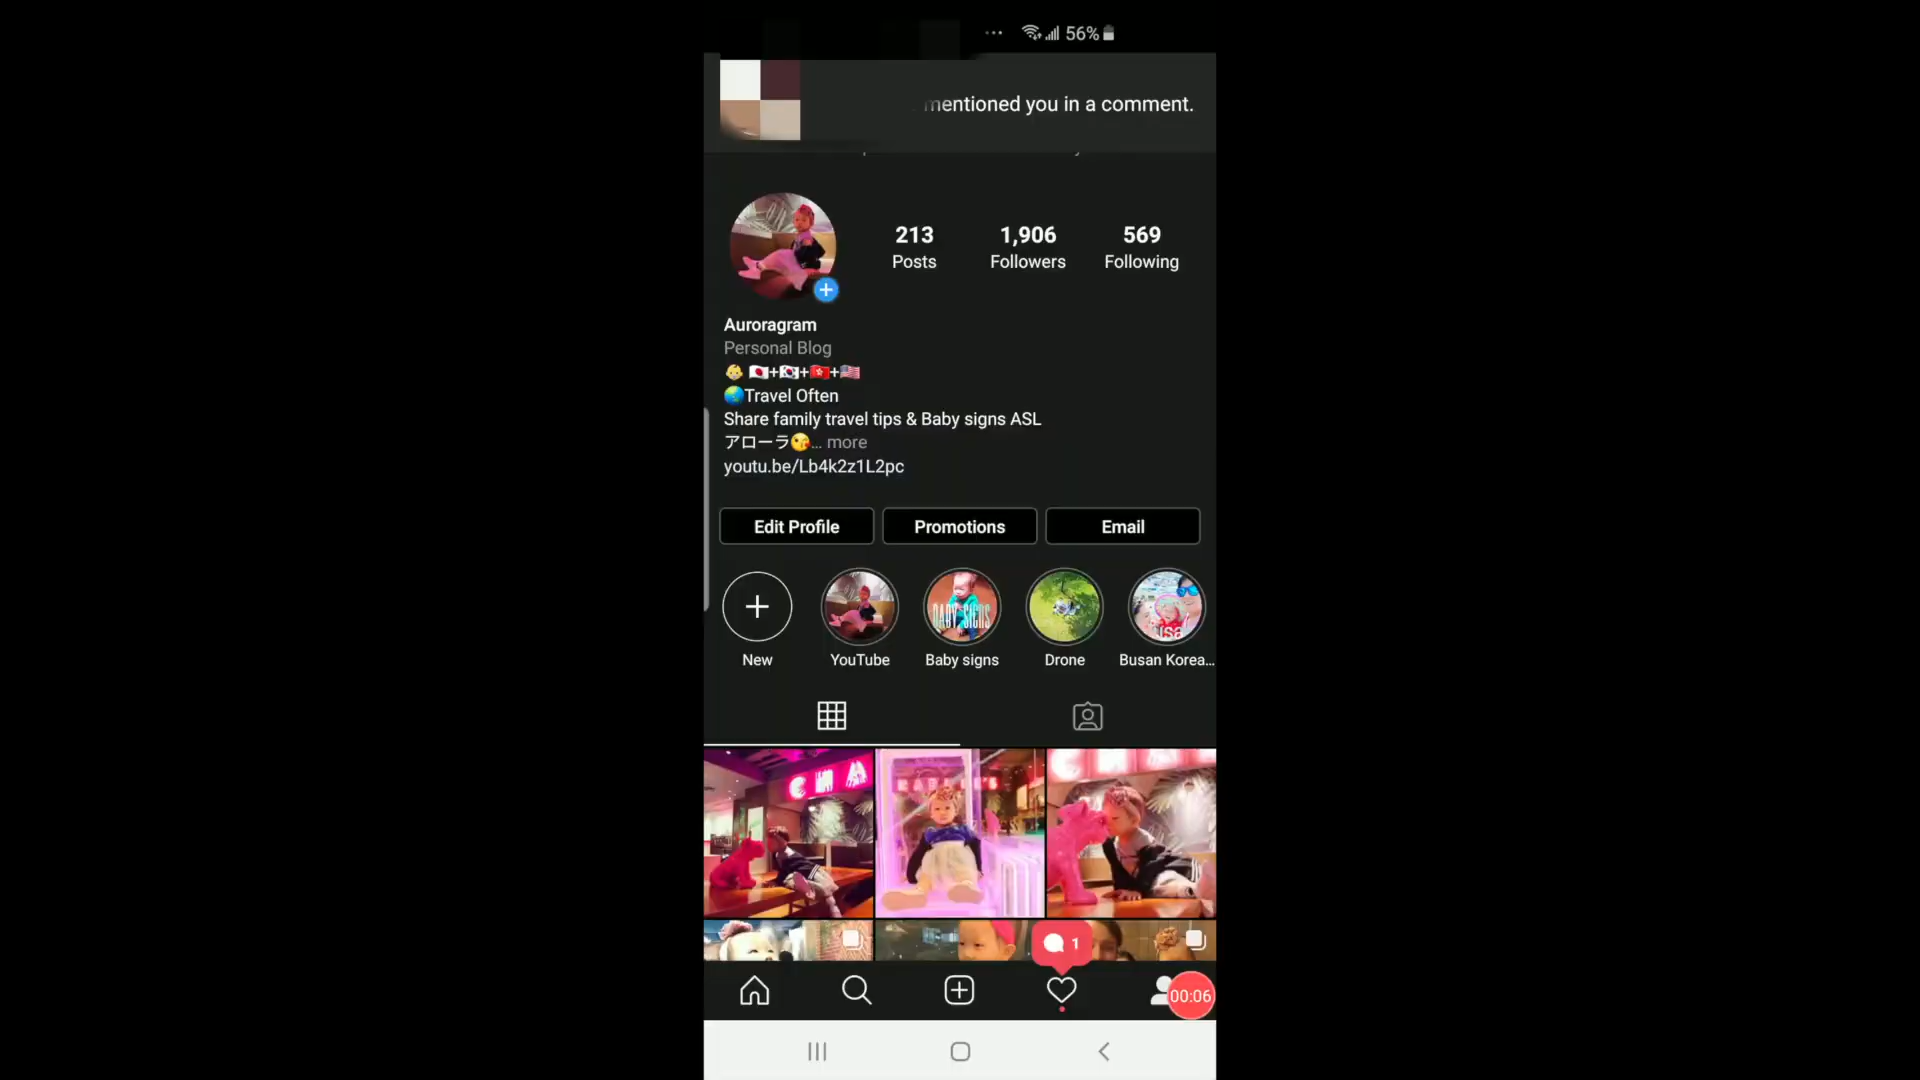 56%
mentioned you in a comment.
213
Posts
1,906
Followers
569
Following
Auroragram
Personal Blog
👶 🇯🇵+🇰🇷+🇭🇰+🇺🇸
🌏Travel Often
Share family travel tips & Baby signs ASL
アローラ😘... more
youtu.be/Lb4k2z1L2pc
Edit Profile
Promotions
Email
BABY SIGNS
New
YouTube
Baby signs
Drone
Busan Korea...
1
00:06